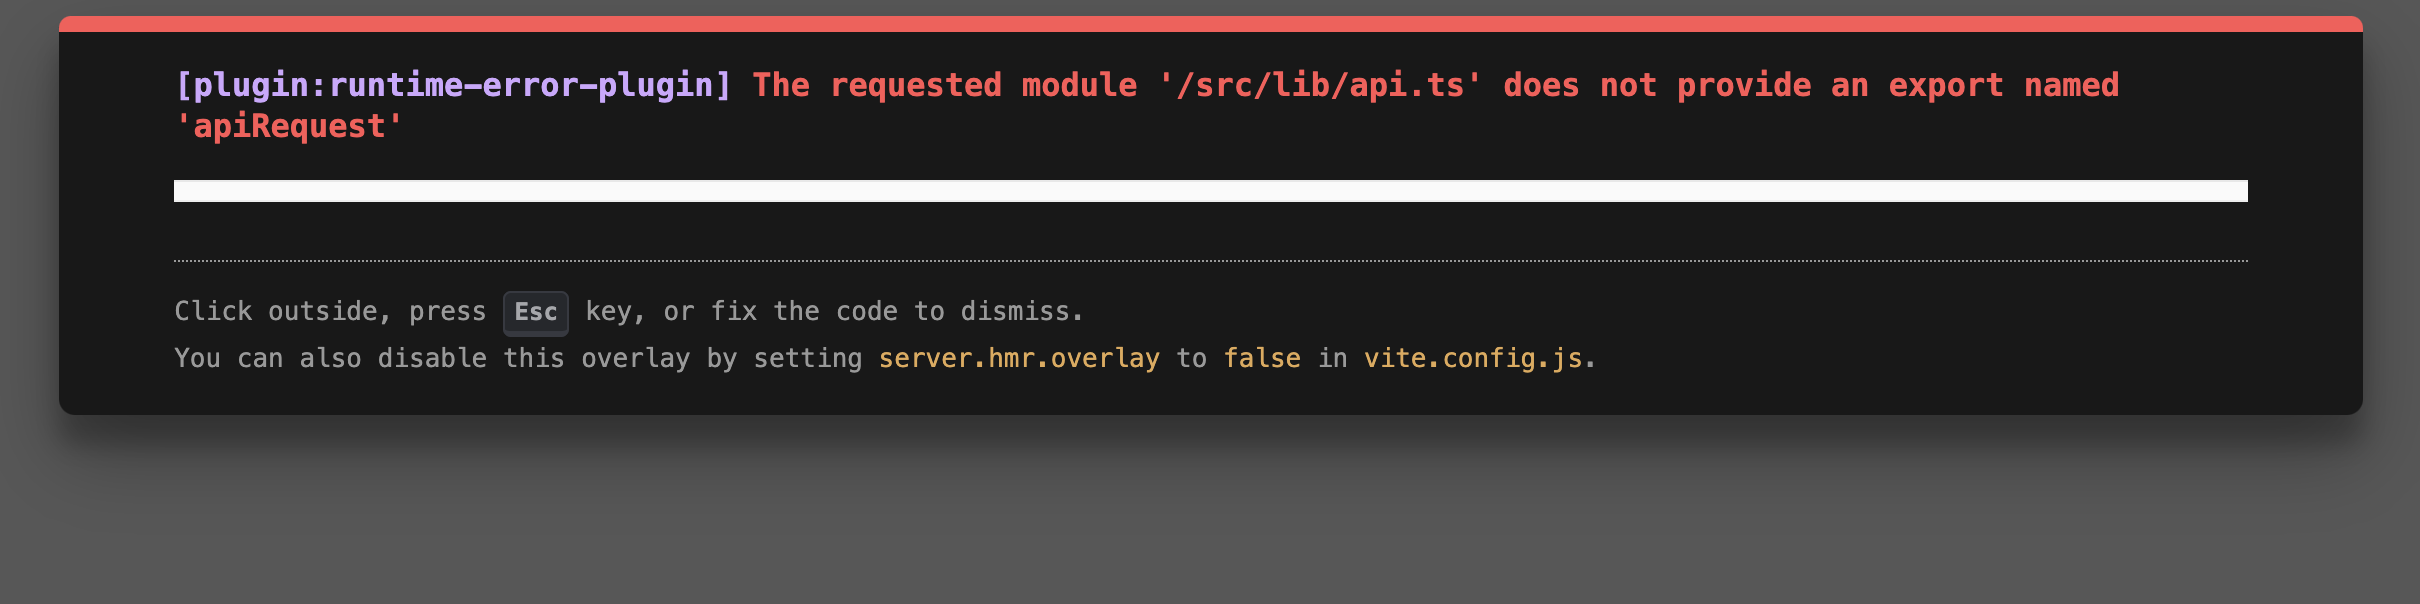 [plugin:runtime-error-plugin] The requested module '/src/lib/api.ts' does not provide an export named
'apiRequest'
Click outside, press Esc key, or fix the code to dismiss.
You can also disable this overlay by setting server.hmr.overlay to false in vite.config.js.